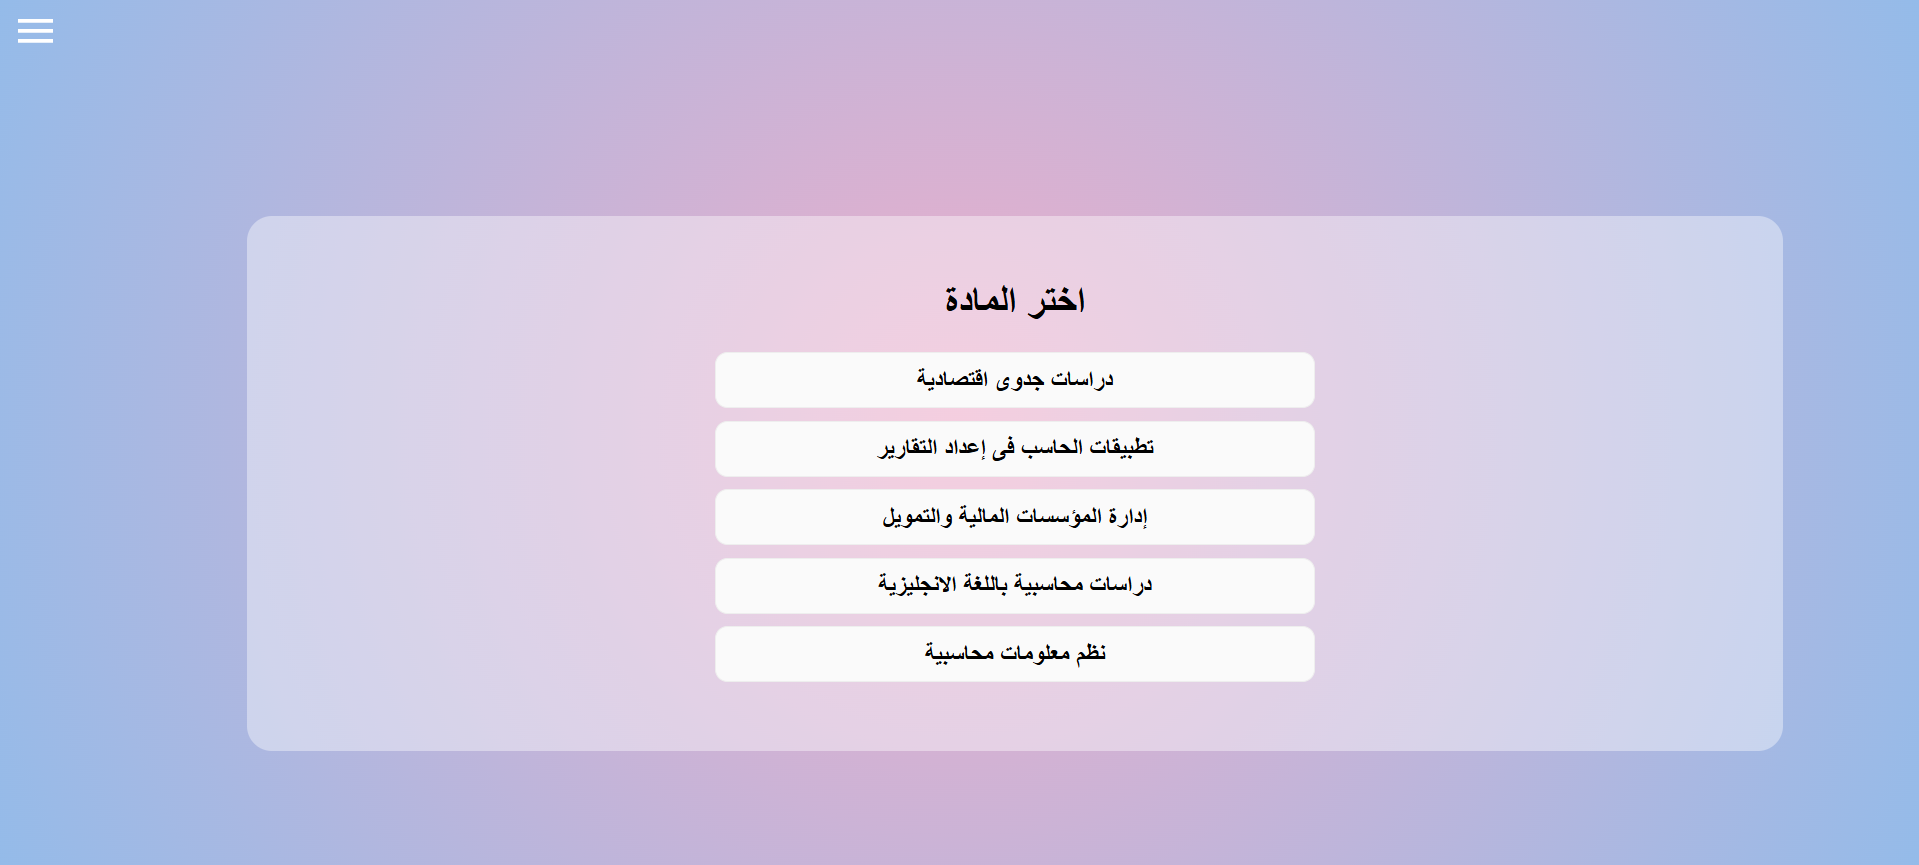 اختر المادة
دراسات جدوى اقتصادية
تطبيقات الحاسب فى إعداد التقارير
إدارة المؤسسات المالية والتمويل
دراسات محاسبية باللغة الانجليزية
نظم معلومات محاسبية